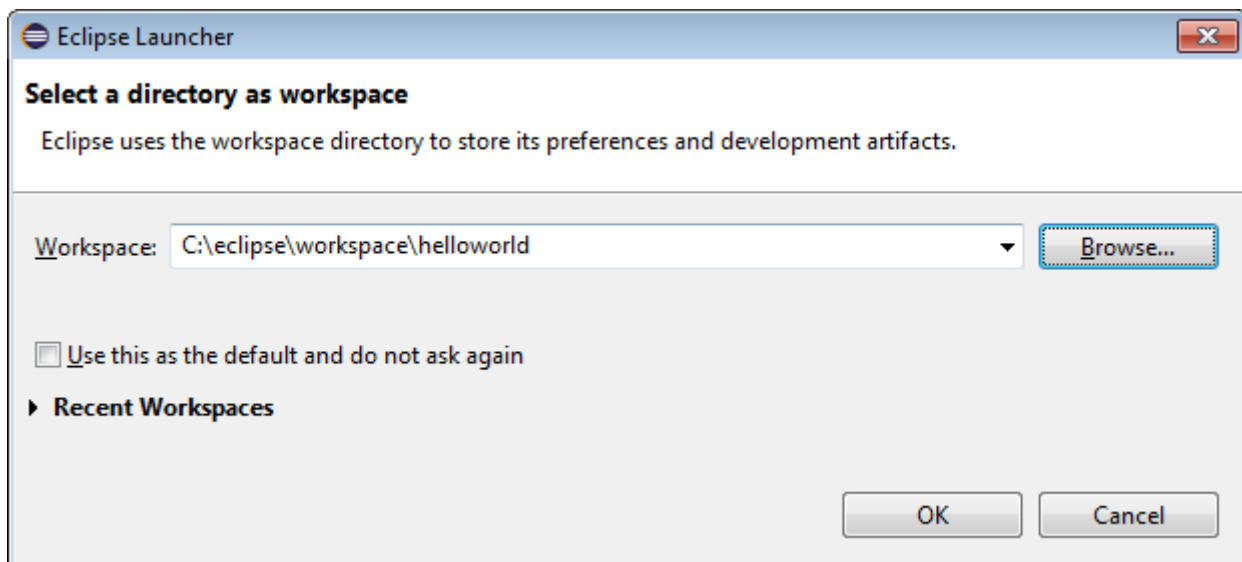 Eclipse Launcher
Select a directory as workspace
Eclipse uses the workspace directory to store its preferences and development artifacts.
Workspace: C:\eclipse\workspace\helloworld Browse...
Use this as the default and do not ask again
Recent Workspaces
OK Cancel